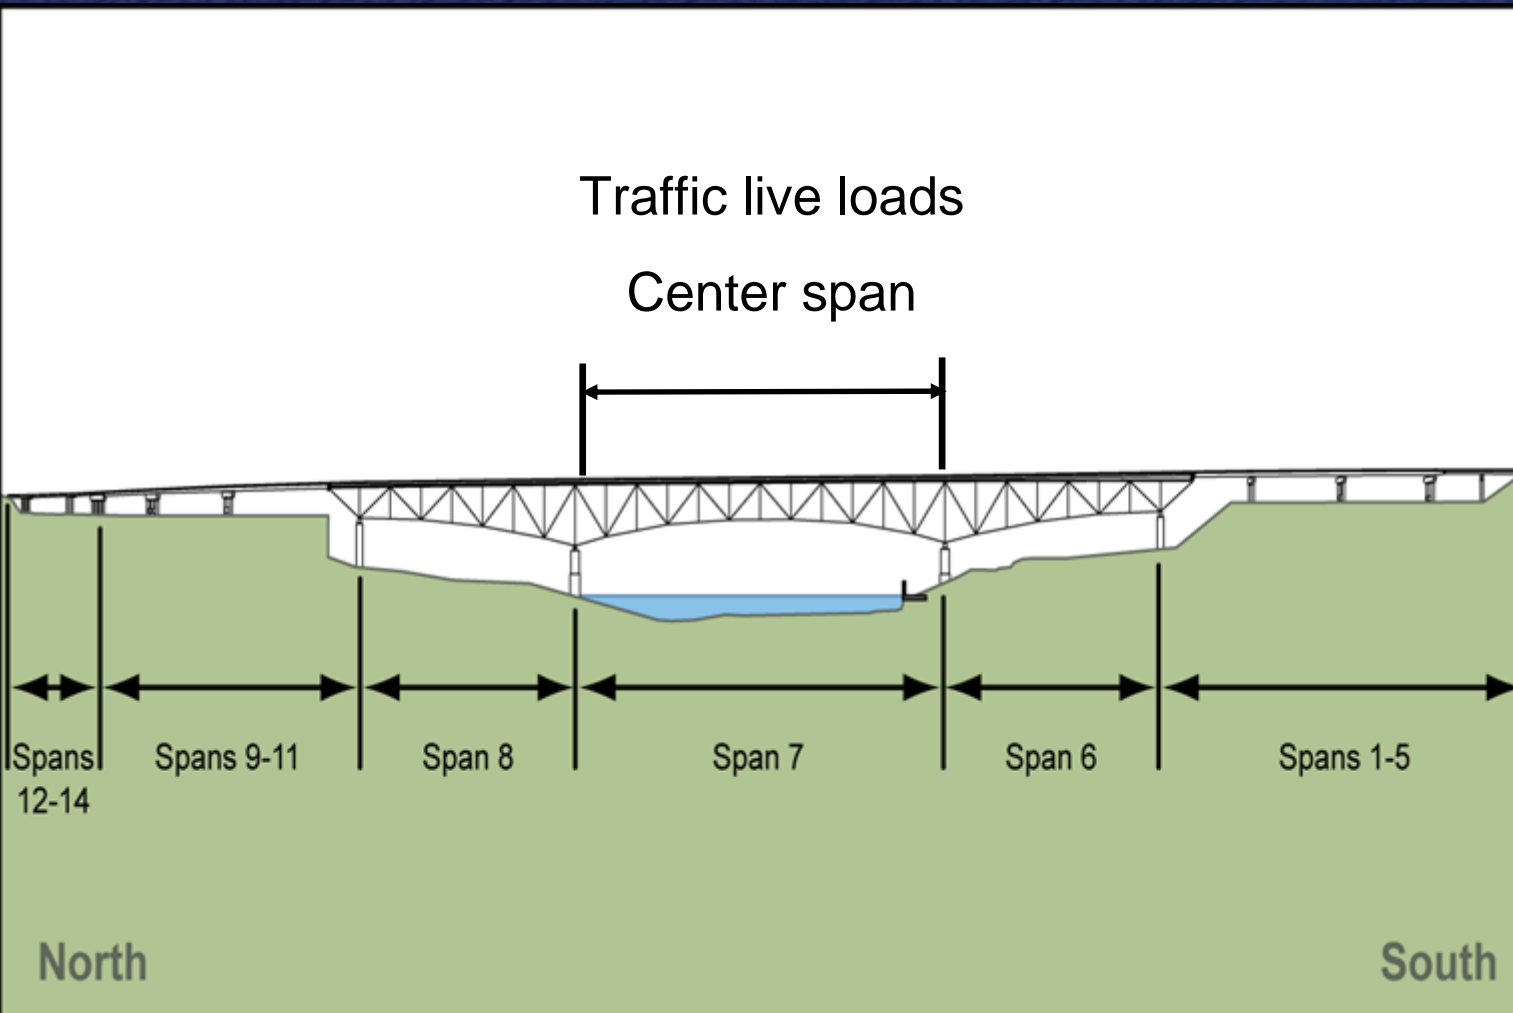 Traffic live loads
Center span
Spans
12-14
Spans 9-11
Span 8
Span 7
Span 6
Spans 1-5
North
South